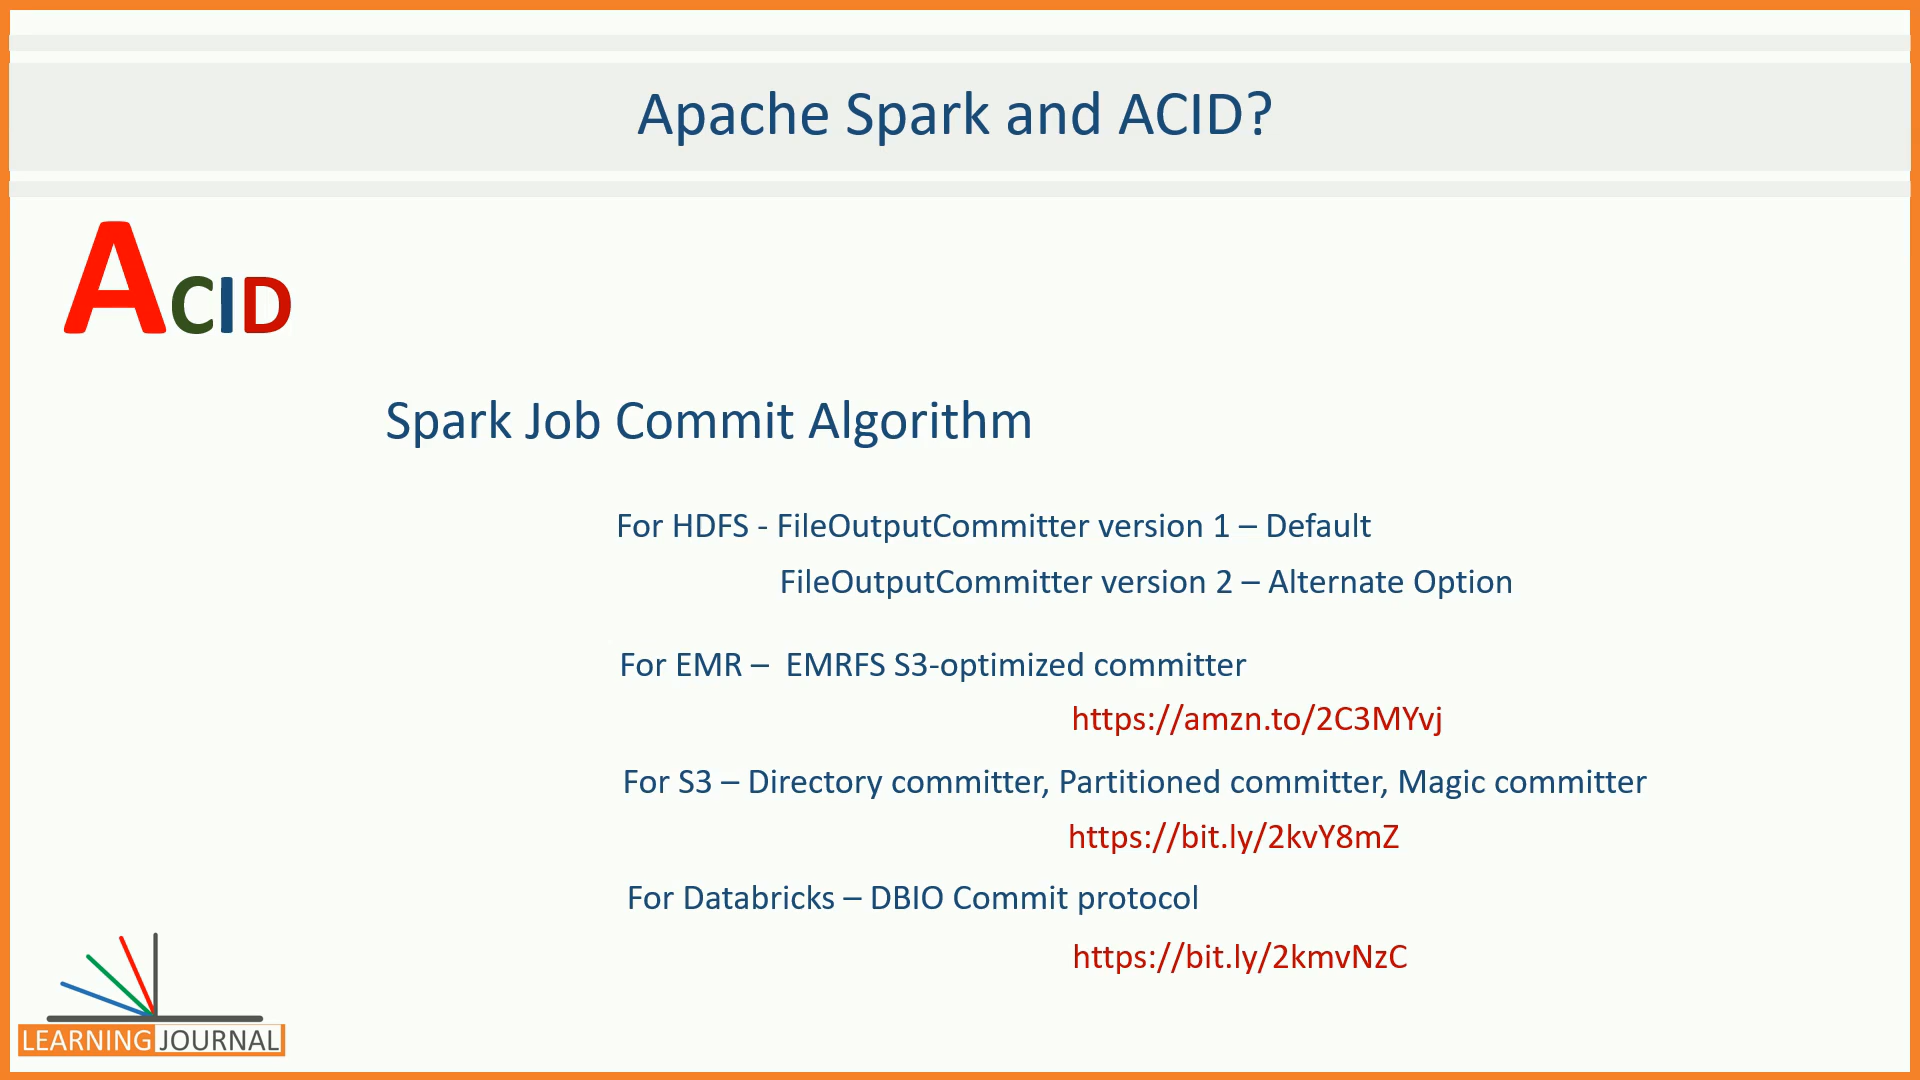 Apache Spark and ACID?
ACID
Spark Job Commit Algorithm
For HDFS - FileOutputCommitter version 1 – Default
FileOutputCommitter version 2 – Alternate Option
For EMR – EMRFS S3-optimized committer
https://amzn.to/2C3MYvj
For S3 – Directory committer, Partitioned committer, Magic committer
https://bit.ly/2kvY8mZ
For Databricks – DBIO Commit protocol
https://bit.ly/2kmvNzC
LEARNING JOURNAL